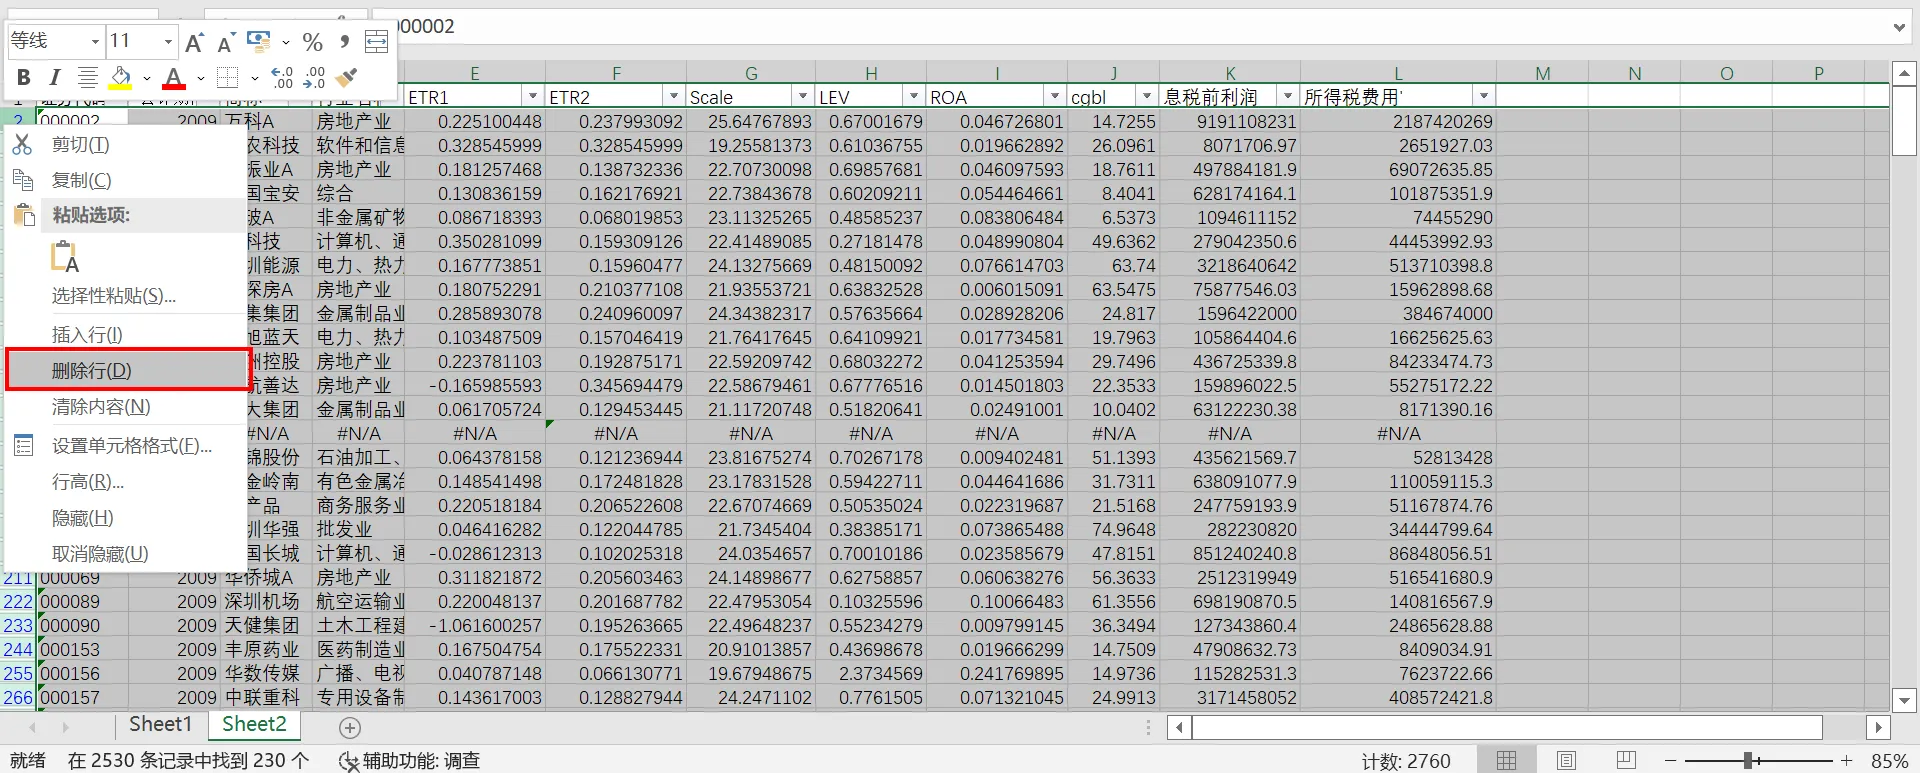 000002
等线 11 A A % ,
B I A ←.0 .00 .00 →.0
E F G H I J K L M N O P
1 证券代码 会计期间 简称 行业名称 ETR1 ETR2 Scale LEV ROA cgbl 息税前利润 所得税费用'
2 000002 2009 万科A 房地产业 0.225100448 0.237993092 25.64767893 0.67001679 0.046726801 14.7255 9191108231 2187420269
剪切(T) 农科技 软件和信息 0.328545999 0.328545999 19.25581373 0.61036755 0.019662892 26.0961 8071706.97 2651927.03
振业A 房地产业 0.181257468 0.138732336 22.70730098 0.69857681 0.046097593 18.7611 497884181.9 69072635.85
复制(C) 国宝安 综合 0.130836159 0.162176921 22.73843678 0.60209211 0.054464661 8.4041 628174164.1 101875351.9
粘贴选项: 玻A 非金属矿物 0.086718393 0.068019853 23.11325265 0.48585237 0.083806484 6.5373 1094611152 74455290
科技 计算机、通 0.350281099 0.159309126 22.41489085 0.27181478 0.048990804 49.6362 279042350.6 44453992.93
圳能源 电力、热力 0.167773851 0.15960477 24.13275669 0.48150092 0.076614703 63.74 3218640642 513710398.8
选择性粘贴(S)... 深房A 房地产业 0.180752291 0.210377108 21.93553721 0.63832528 0.006015091 63.5475 75877546.03 15962898.68
集集团 金属制品业 0.285893078 0.240960097 24.34382317 0.57635664 0.028928206 24.817 1596422000 384674000
插入行(I) 旭蓝天 电力、热力 0.103487509 0.157046419 21.76417645 0.64109921 0.017734581 19.7963 105864404.6 16625625.63
删除行(D) 洲控股 房地产业 0.223781103 0.192875171 22.59209742 0.68032272 0.041253594 29.7496 436725339.8 84233474.73
航善达 房地产业 -0.165985593 0.345694479 22.58679461 0.67776516 0.014501803 22.3533 159896022.5 55275172.22
清除内容(N) 大集团 金属制品业 0.061705724 0.129453445 21.11720748 0.51820641 0.02491001 10.0402 63122230.38 8171390.16
#N/A #N/A #N/A #N/A #N/A #N/A #N/A #N/A #N/A #N/A
设置单元格格式(F)... 锦股份 石油加工、 0.064378158 0.121236944 23.81675274 0.70267178 0.009402481 51.1393 435621569.7 52813428
行高(R)... 金岭南 有色金属冶 0.148541498 0.172481828 23.17831528 0.59422711 0.044641686 31.7311 638091077.9 110059115.3
产品 商务服务业 0.220518184 0.206522608 22.67074669 0.50535024 0.022319687 21.5168 247759193.9 51167874.76
隐藏(H) 圳华强 批发业 0.046416282 0.122044785 21.7345404 0.38385171 0.073865488 74.9648 282230820 34444799.64
取消隐藏(U) 国长城 计算机、通 -0.028612313 0.102025318 24.0354657 0.70010186 0.023585679 47.8151 851240240.8 86848056.51
211 000069 2009 华侨城A 房地产业 0.311821872 0.205603463 24.14898677 0.62758857 0.060638276 56.3633 2512319949 516541680.9
222 000089 2009 深圳机场 航空运输业 0.220048137 0.201687782 22.47953054 0.10325596 0.10066483 61.3556 698190870.5 140816567.9
233 000090 2009 天健集团 土木工程建 -1.061600257 0.195263665 22.49648237 0.55234279 0.009799145 36.3494 127343860.4 24865628.88
244 000153 2009 丰原药业 医药制造业 0.167504754 0.175522331 20.91013857 0.43698678 0.019666299 14.7509 47908632.73 8409034.91
255 000156 2009 华数传媒 广播、电视 0.040787148 0.066130771 19.67948675 2.3734569 0.241769895 14.9736 115282531.3 7623722.66
266 000157 2009 中联重科 专用设备制 0.143617003 0.128827944 24.2471102 0.7761505 0.071321045 24.9913 3171458052 408572421.8
Sheet1 Sheet2
就绪 在 2530 条记录中找到 230 个 辅助功能: 调查 计数: 2760 85%